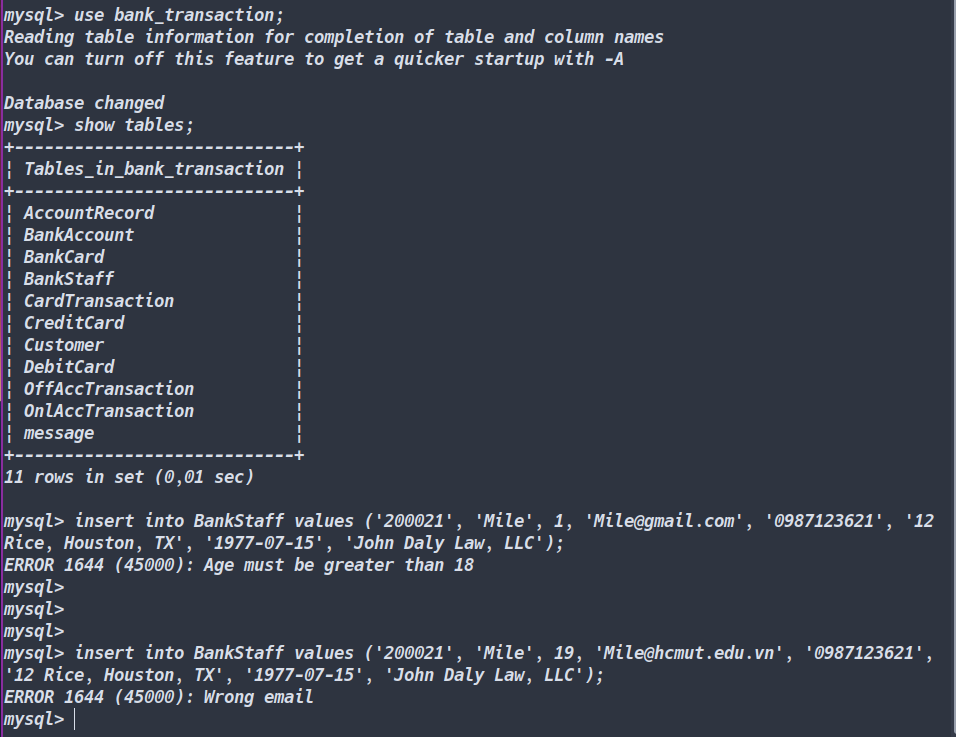 mysql> use bank_transaction;
Reading table information for completion of table and column names
You can turn off this feature to get a quicker startup with -A
Database changed
mysql> show tables;
+----------------------------+
| Tables_in_bank_transaction |
+----------------------------+
| AccountRecord              |
| BankAccount                |
| BankCard                   |
| BankStaff                  |
| CardTransaction            |
| CreditCard                 |
| Customer                   |
| DebitCard                  |
| OffAccTransaction          |
| OnlAccTransaction          |
| message                    |
+----------------------------+
11 rows in set (0,01 sec)
mysql> insert into BankStaff values ('200021', 'Mile', 1, 'Mile@gmail.com', '0987123621', '12
Rice, Houston, TX', '1977-07-15', 'John Daly Law, LLC');
ERROR 1644 (45000): Age must be greater than 18
mysql>
mysql>
mysql>
mysql> insert into BankStaff values ('200021', 'Mile', 19, 'Mile@hcmut.edu.vn', '0987123621',
'12 Rice, Houston, TX', '1977-07-15', 'John Daly Law, LLC');
ERROR 1644 (45000): Wrong email
mysql>